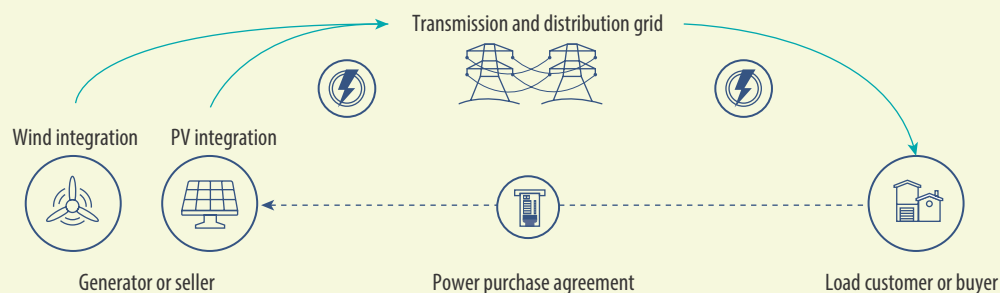 Transmission and distribution grid
Wind integration
PV integration
Generator or seller
Power purchase agreement
Load customer or buyer